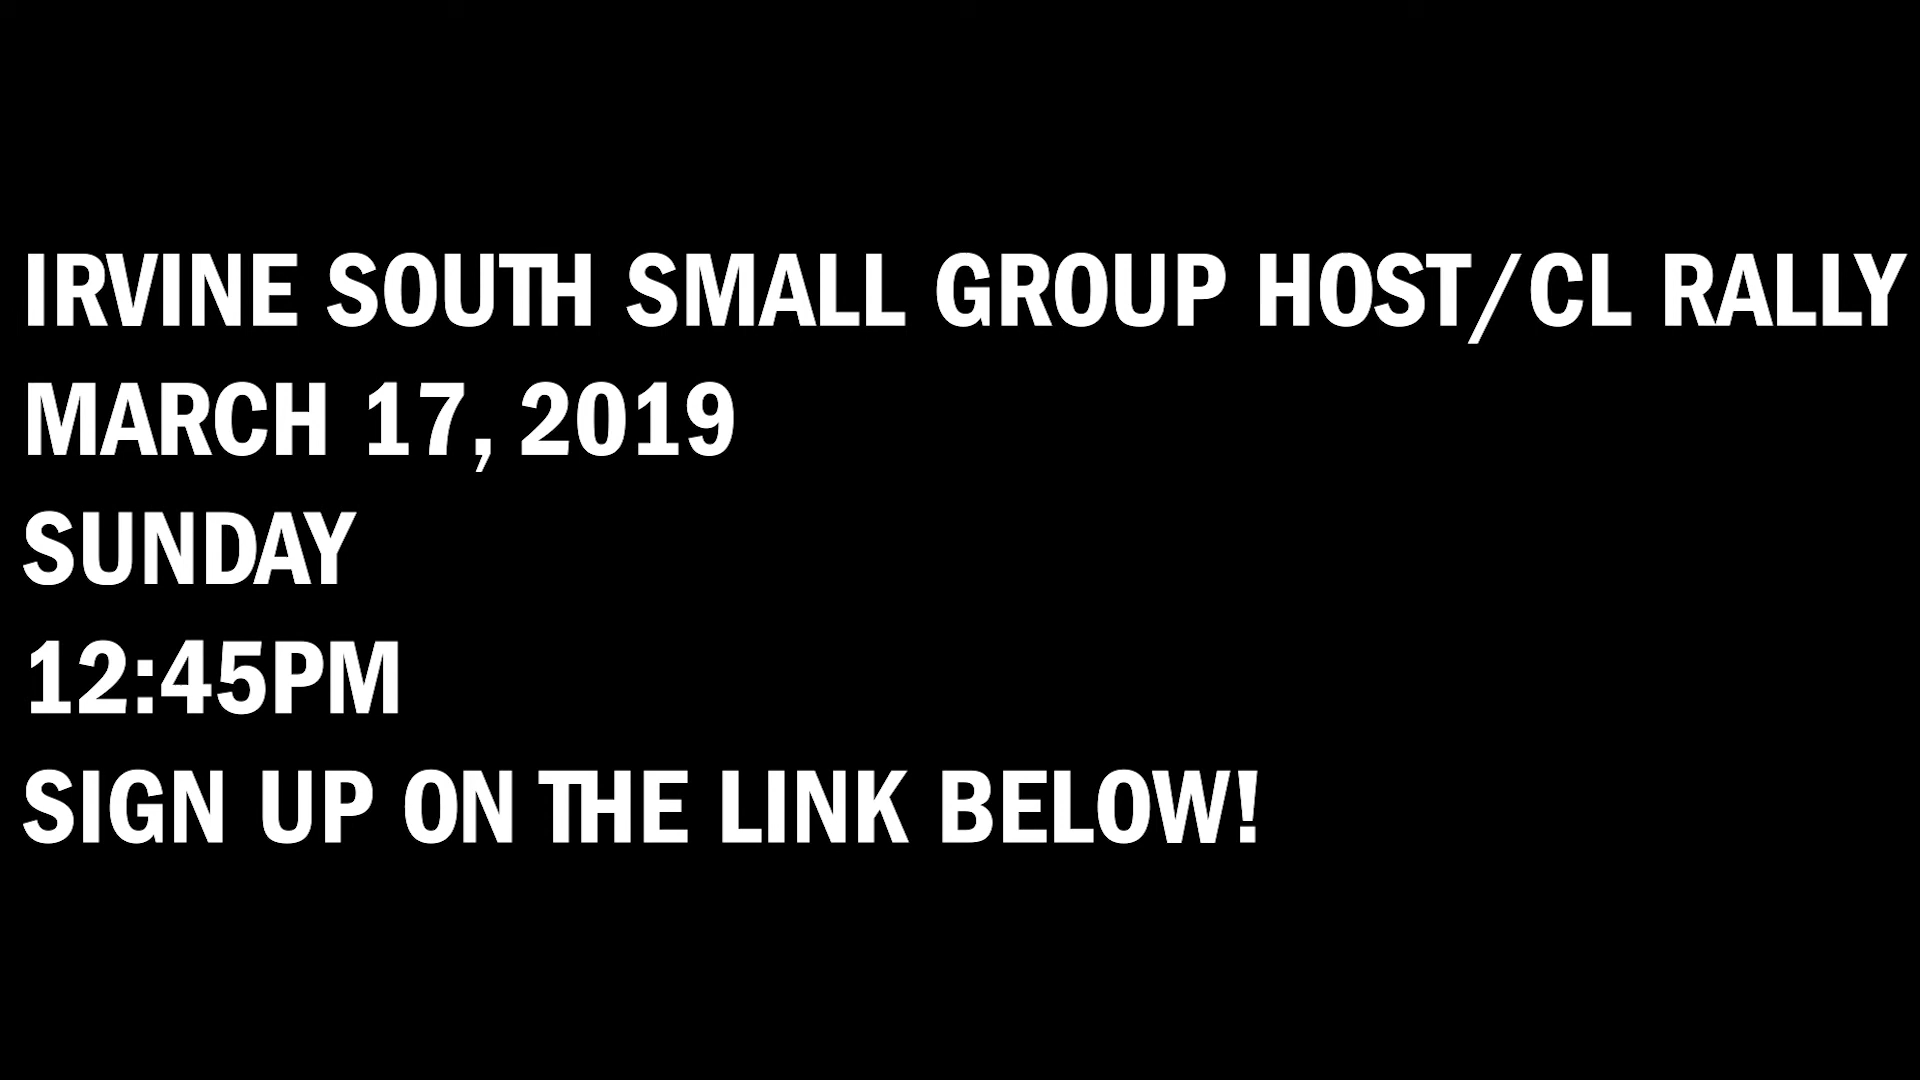 IRVINE SOUTH SMALL GROUP HOST/CL RALLY
MARCH 17, 2019
SUNDAY
12:45PM
SIGN UP ON THE LINK BELOW!